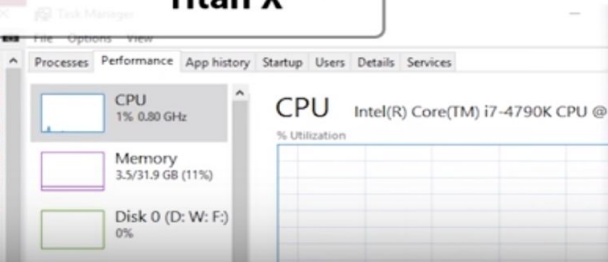 Titan X
Task Manager
File Options View
Processes Performance App history Startup Users Details Services
CPU
1% 0.80 GHz
Memory
3.5/31.9 GB (11%)
Disk 0 (D: W: F:)
0%
CPU Intel(R) Core(TM) i7-4790K CPU @
% Utilization